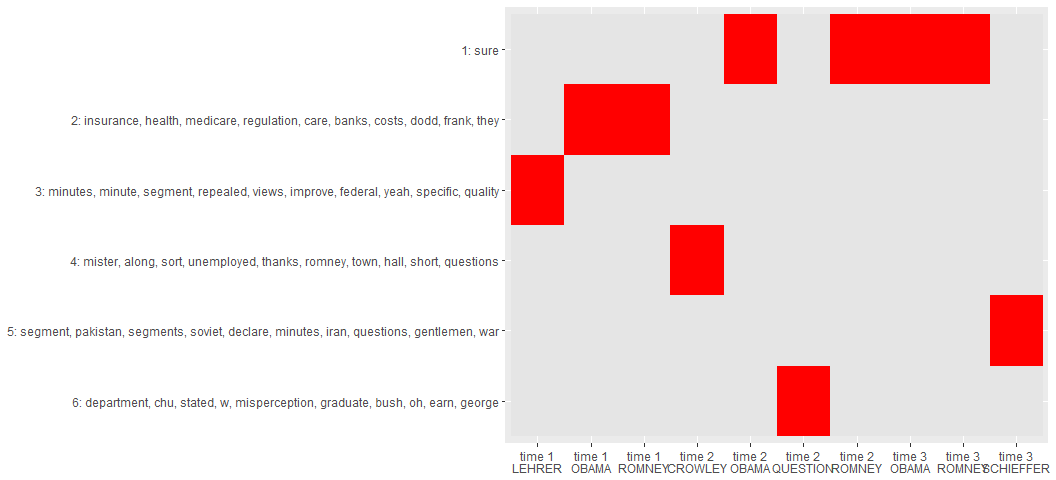 1: sure
2: insurance, health, medicare, regulation, care, banks, costs, dodd, frank, they
3: minutes, minute, segment, repealed, views, improve, federal, yeah, specific, quality
4: mister, along, sort, unemployed, thanks, romney, town, hall, short, questions
5: segment, pakistan, segments, soviet, declare, minutes, iran, questions, gentlemen, war
6: department, chu, stated, w, misperception, graduate, bush, oh, earn, george
time 1 time 1 time 1 time 2 time 2 time 2 time 2 time 3 time 3 time 3
LEHRER OBAMA ROMNEY CROWLEY OBAMA QUESTION ROMNEY OBAMA ROMNEY SCHIEFFER